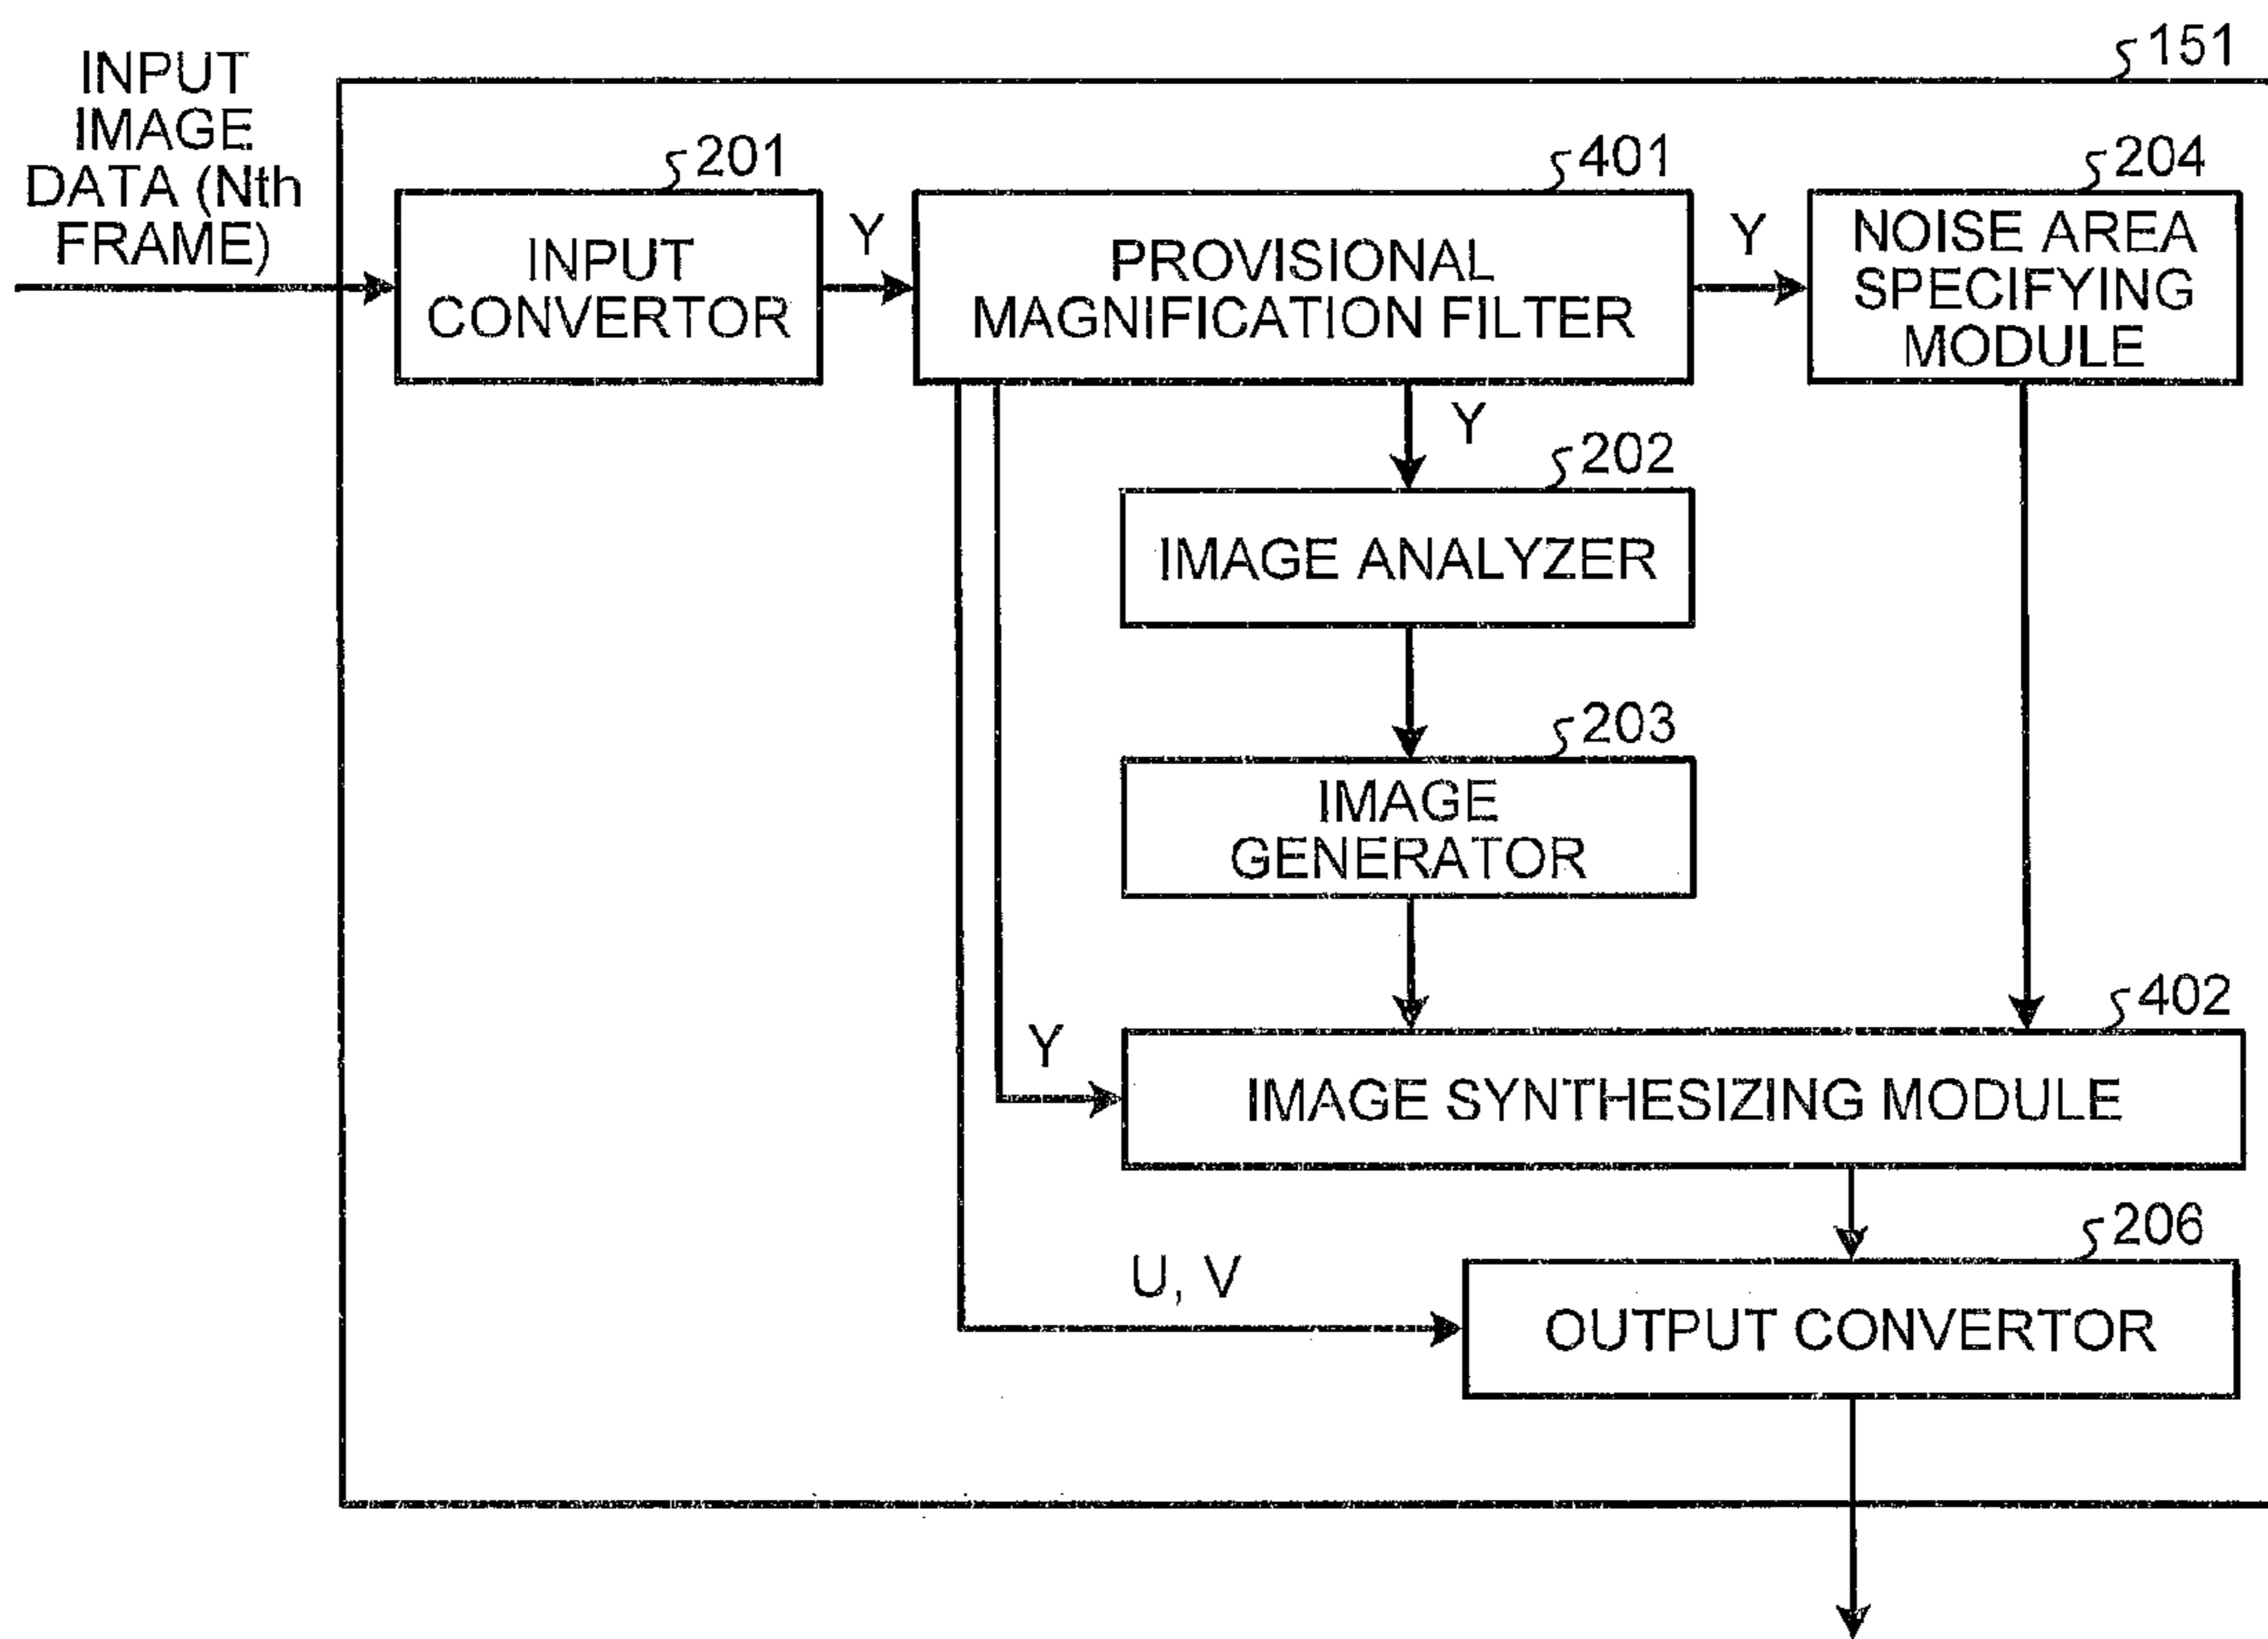 151
INPUT
IMAGE
DATA (Nth
FRAME)
201
401
204
INPUT
CONVERTOR
Y
PROVISIONAL
MAGNIFICATION FILTER
Y
NOISE AREA
SPECIFYING
MODULE
Y
202
IMAGE ANALYZER
203
IMAGE
GENERATOR
402
Y
IMAGE SYNTHESIZING MODULE
206
U, V
OUTPUT CONVERTOR